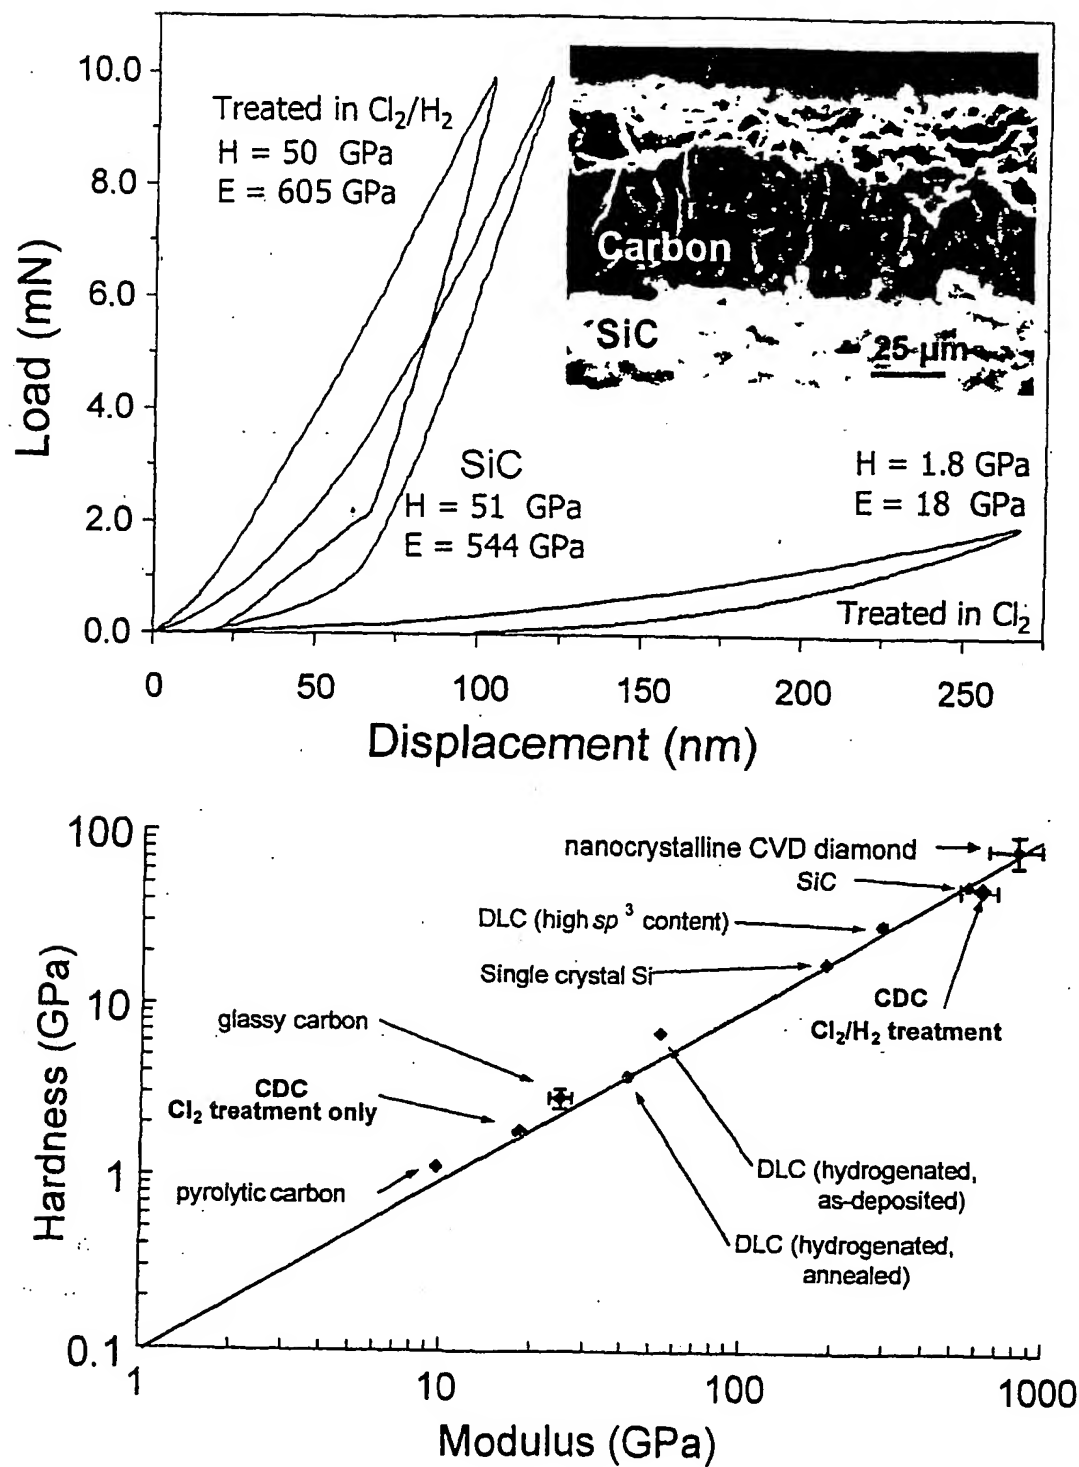 10.0
8.0
6.0
4.0
2.0
0.0
Load (mN)
Treated in Cl₂/H₂
H = 50 GPa
E = 605 GPa
Carbon
SiC
25 µm
SiC
H = 51 GPa
E = 544 GPa
H = 1.8 GPa
E = 18 GPa
Treated in Cl₂
0 50 100 150 200 250
Displacement (nm)
100
10
1
0.1
Hardness (GPa)
nanocrystalline CVD diamond
SiC
DLC (high sp³ content)
Single crystal Si
CDC
Cl₂/H₂ treatment
glassy carbon
CDC
Cl₂ treatment only
pyrolytic carbon
DLC (hydrogenated,
as-deposited)
DLC (hydrogenated,
annealed)
1 10 100 1000
Modulus (GPa)